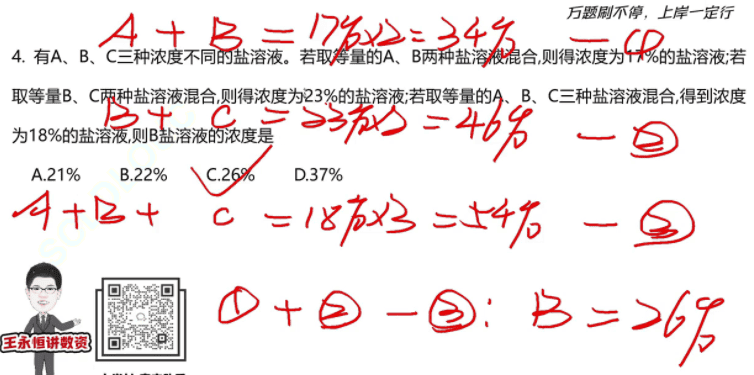 万题刷不停，上岸一定行
A + B = 17%×2 = 34% — ①
4. 有A、B、C三种浓度不同的盐溶液。若取等量的A、B两种盐溶液混合,则得浓度为17%的盐溶液;若
取等量B、C两种盐溶液混合,则得浓度为23%的盐溶液;若取等量的A、B、C三种盐溶液混合,得到浓度
B + C = 23%×2 = 46% — ②
为18%的盐溶液,则B盐溶液的浓度是
A.21% B.22% C.26% D.37%
A + B + C = 18%×3 = 54% — ③
① + ② - ③: B = 26%
王永恒讲数资